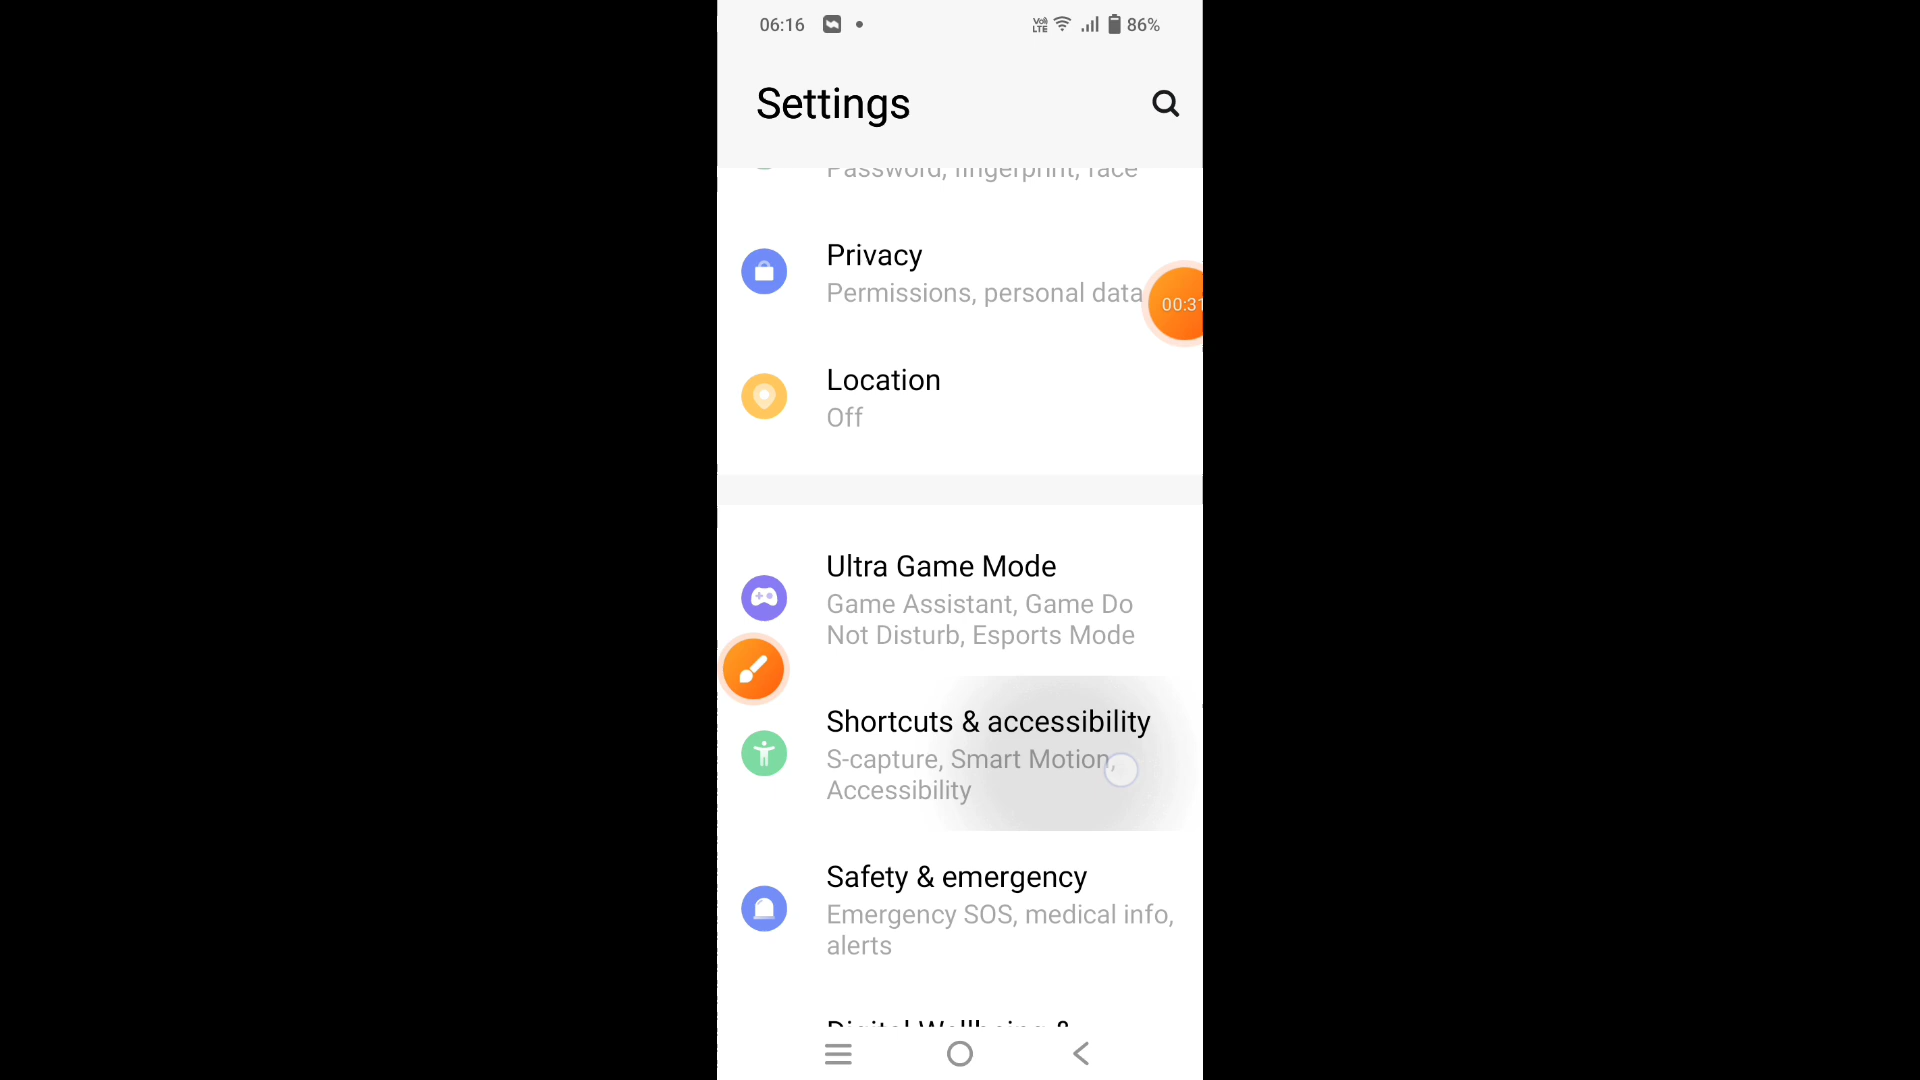 06:16
Vo) LTE 86%
Settings
Password, fingerprint, face
Privacy
Permissions, personal data
00:31
Location
Off
Ultra Game Mode
Game Assistant, Game Do
Not Disturb, Esports Mode
Shortcuts & accessibility
S-capture, Smart Motion,
Accessibility
Safety & emergency
Emergency SOS, medical info,
alerts
Digital Wellbeing &